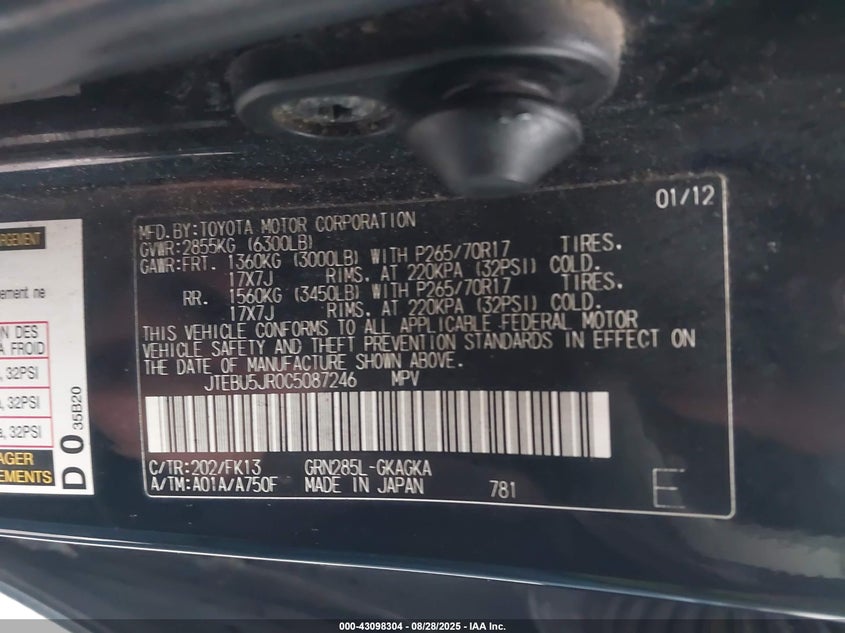 01/12
MFD.BY:TOYOTA MOTOR CORPORATION
GVWR:2855KG (6300LB)
GAWR:FRT. 1360KG (3000LB) WITH P265/70R17 TIRES.
17X7J RIMS. AT 220KPA (32PSI) COLD.
RR. 1560KG (3450LB) WITH P265/70R17 TIRES.
17X7J RIMS. AT 220KPA (32PSI) COLD.
THIS VEHICLE CONFORMS TO ALL APPLICABLE FEDERAL MOTOR
VEHICLE SAFETY AND THEFT PREVENTION STANDARDS IN EFFECT ON
THE DATE OF MANUFACTURE SHOWN ABOVE.
JTEBU5JR0C5087246 MPV
C/TR:202/FK13 GRN285L-GKAGKA
A/TM:A01A/A750F MADE IN JAPAN 781 E
ement ne
N DES
A FROID
, 32PSI
, 32PSI
, 32PSI
AGER
EMENTS
D 0 35B20
000-43098304 - 08/28/2025 - IAA Inc.